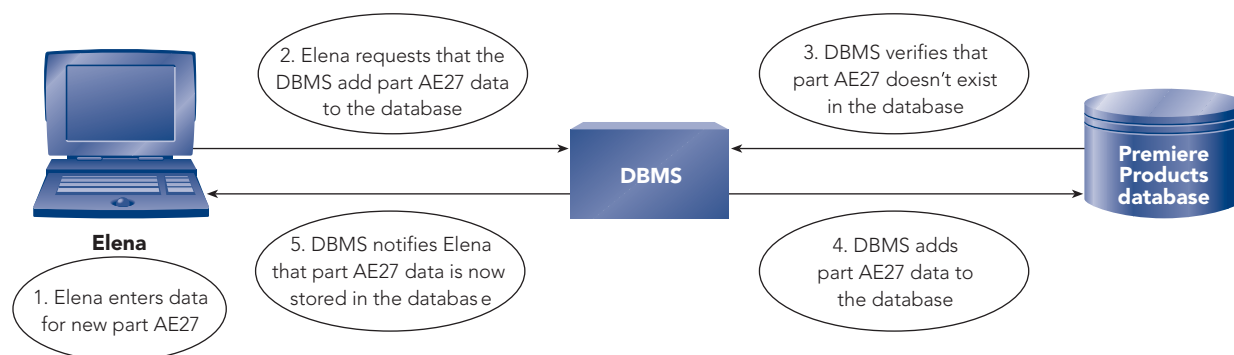 1. Elena enters data
for new part AE27
Elena
2. Elena requests that the
DBMS add part AE27 data
to the database
3. DBMS verifies that
part AE27 doesn't exist
in the database
DBMS
Premiere
Products
database
4. DBMS adds
part AE27 data to
the database
5. DBMS notifies Elena
that part AE27 data is now
stored in the database